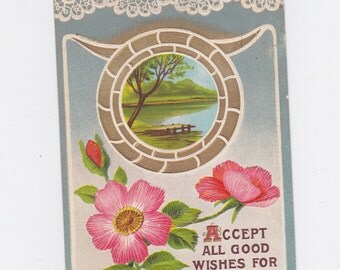 ACCEPT
ALL GOOD
WISHES FOR